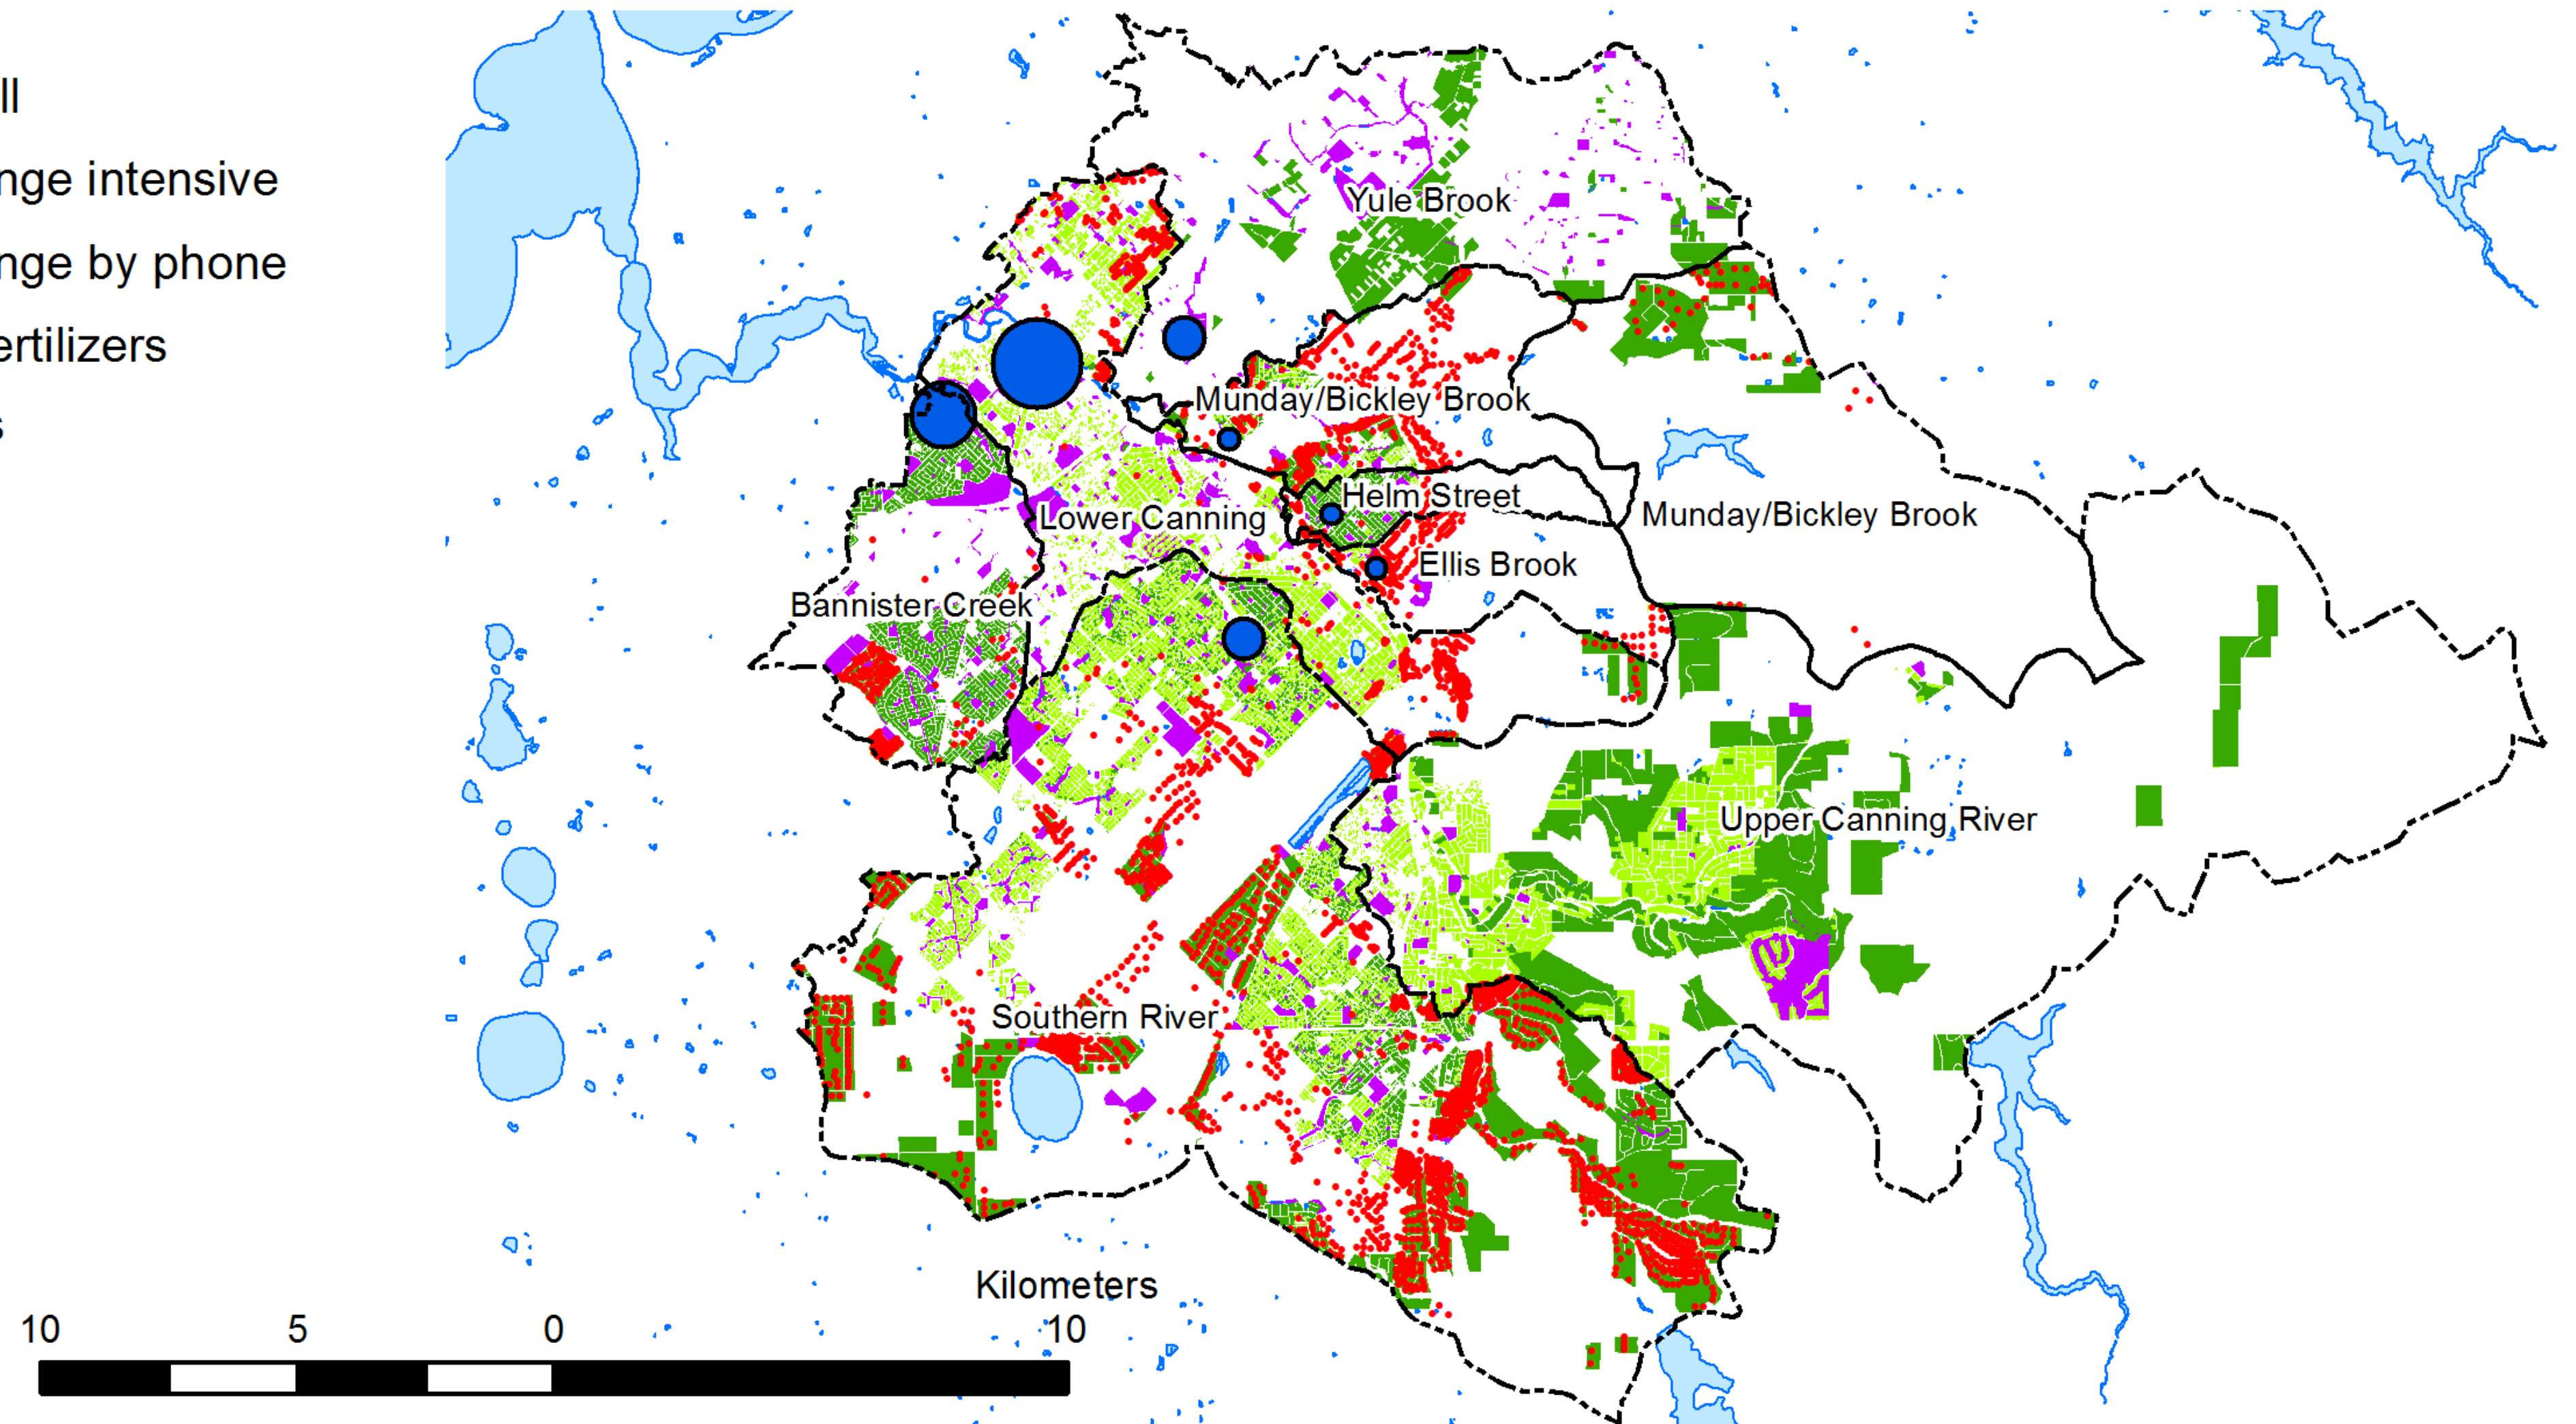 ll
nge intensive
nge by phone
ertilizers
s
Yule Brook
Munday/Bickley Brook
Helm Street
Lower Canning
Munday/Bickley Brook
Ellis Brook
Bannister Creek
Upper Canning River
Southern River
Kilometers
10 5 0 10